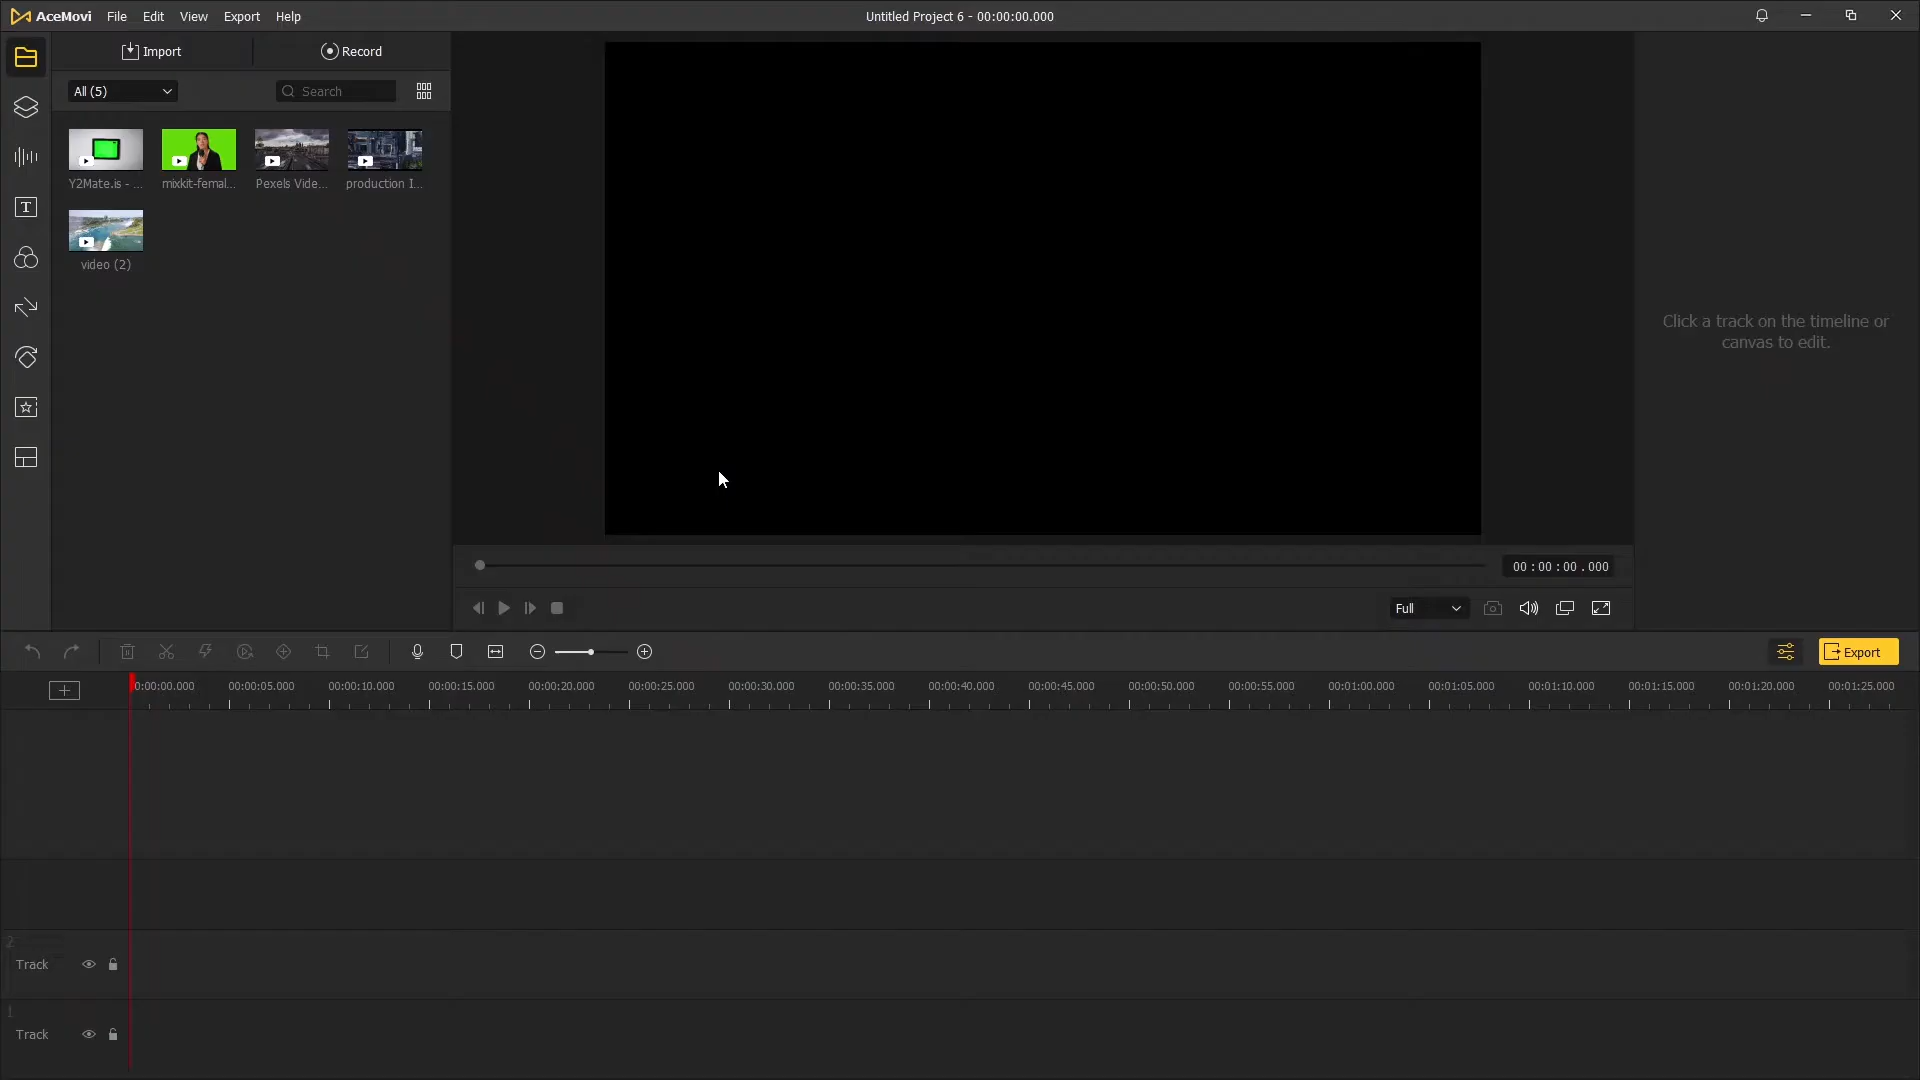 AceMovi File Edit View Export Help Untitled Project 6 - 00:00:00.000
Import Record
All (5) Search
Y2Mate.is - ... mixkit-femal... Pexels Vide... production I...
video (2)
Click a track on the timeline or
canvas to edit.
00 : 00 : 00 . 000
Full
Export
0:00:00.000 00:00:05.000 00:00:10.000 00:00:15.000 00:00:20.000 00:00:25.000 00:00:30.000 00:00:35.000 00:00:40.000 00:00:45.000 00:00:50.000 00:00:55.000 00:01:00.000 00:01:05.000 00:01:10.000 00:01:15.000 00:01:20.000 00:01:25.000
2
Track
1
Track